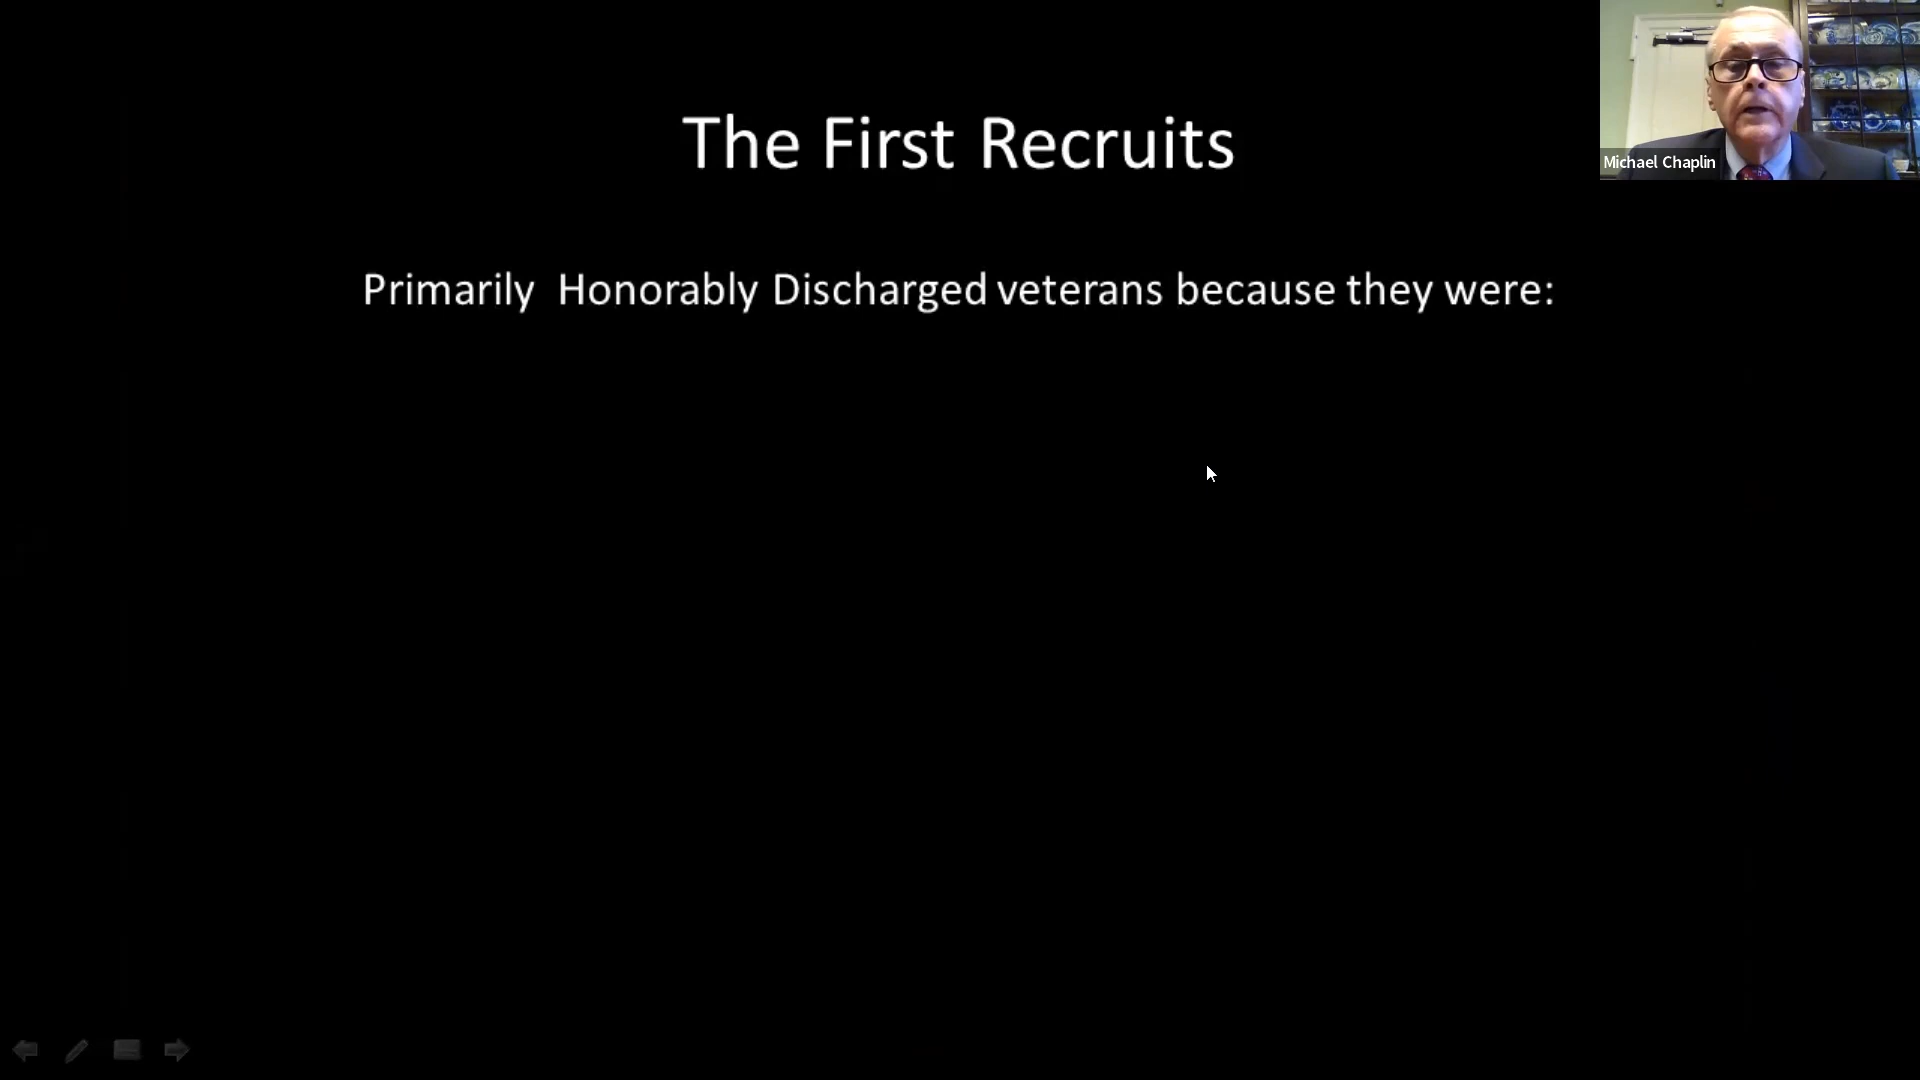 The First Recruits
Michael Chaplin
Primarily  Honorably Discharged veterans because they were: